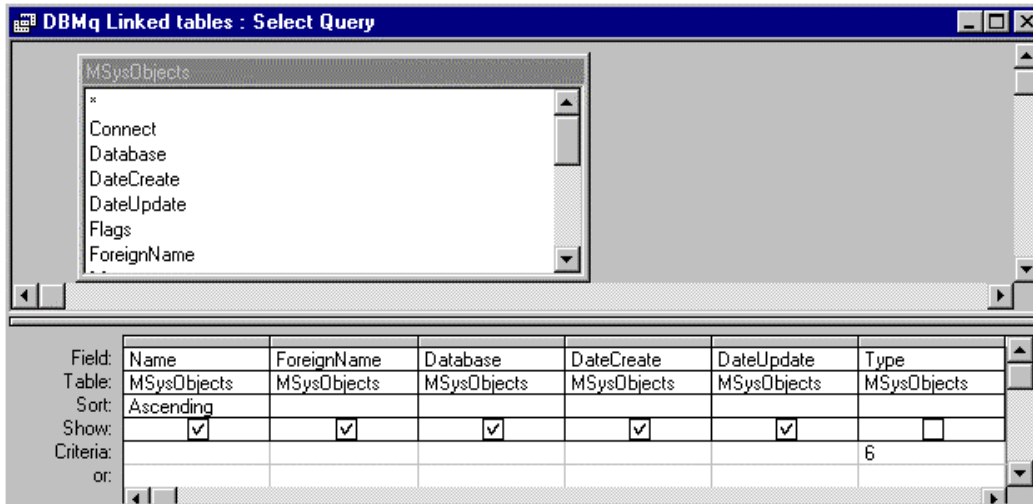 DBMq Linked tables : Select Query
MSysObjects
*
Connect
Database
DateCreate
DateUpdate
Flags
ForeignName
Field: Name ForeignName Database DateCreate DateUpdate Type
Table: MSysObjects MSysObjects MSysObjects MSysObjects MSysObjects MSysObjects
Sort: Ascending
Show:
Criteria: 6
or: